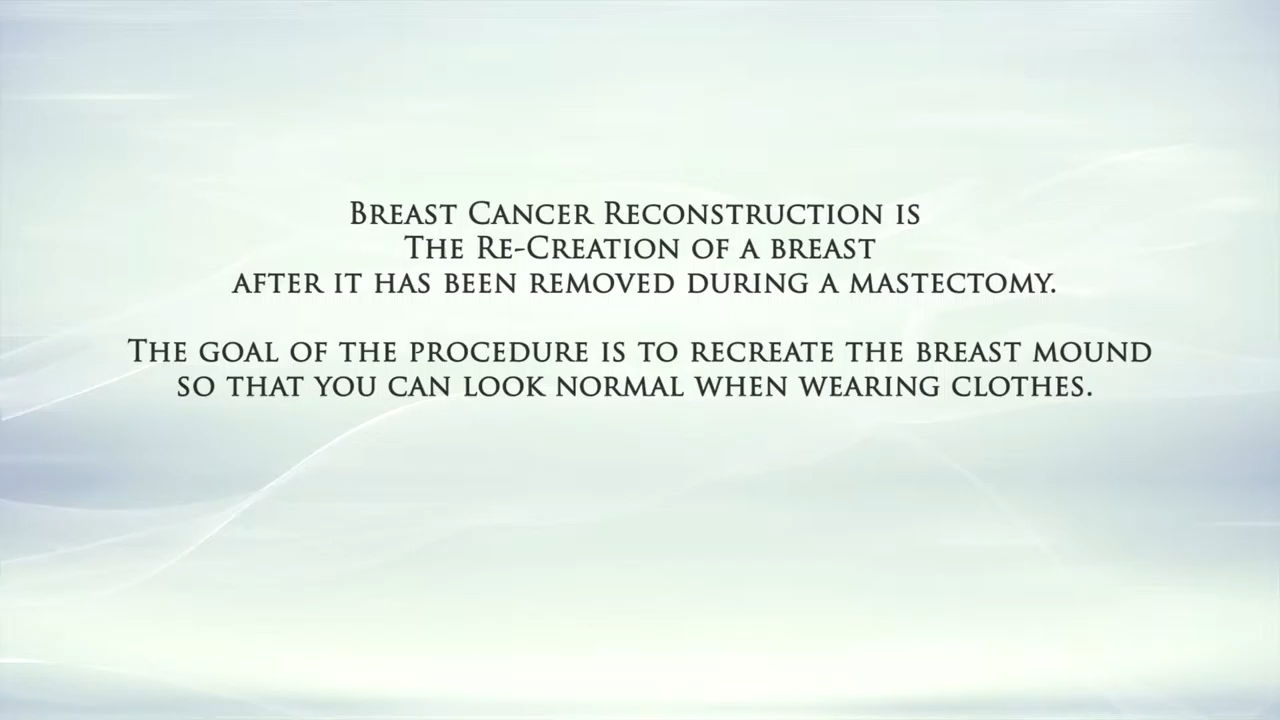 Breast Cancer Reconstruction is
The Re-Creation of a breast
after it has been removed during a mastectomy.
The goal of the procedure is to recreate the breast mound
so that you can look normal when wearing clothes.